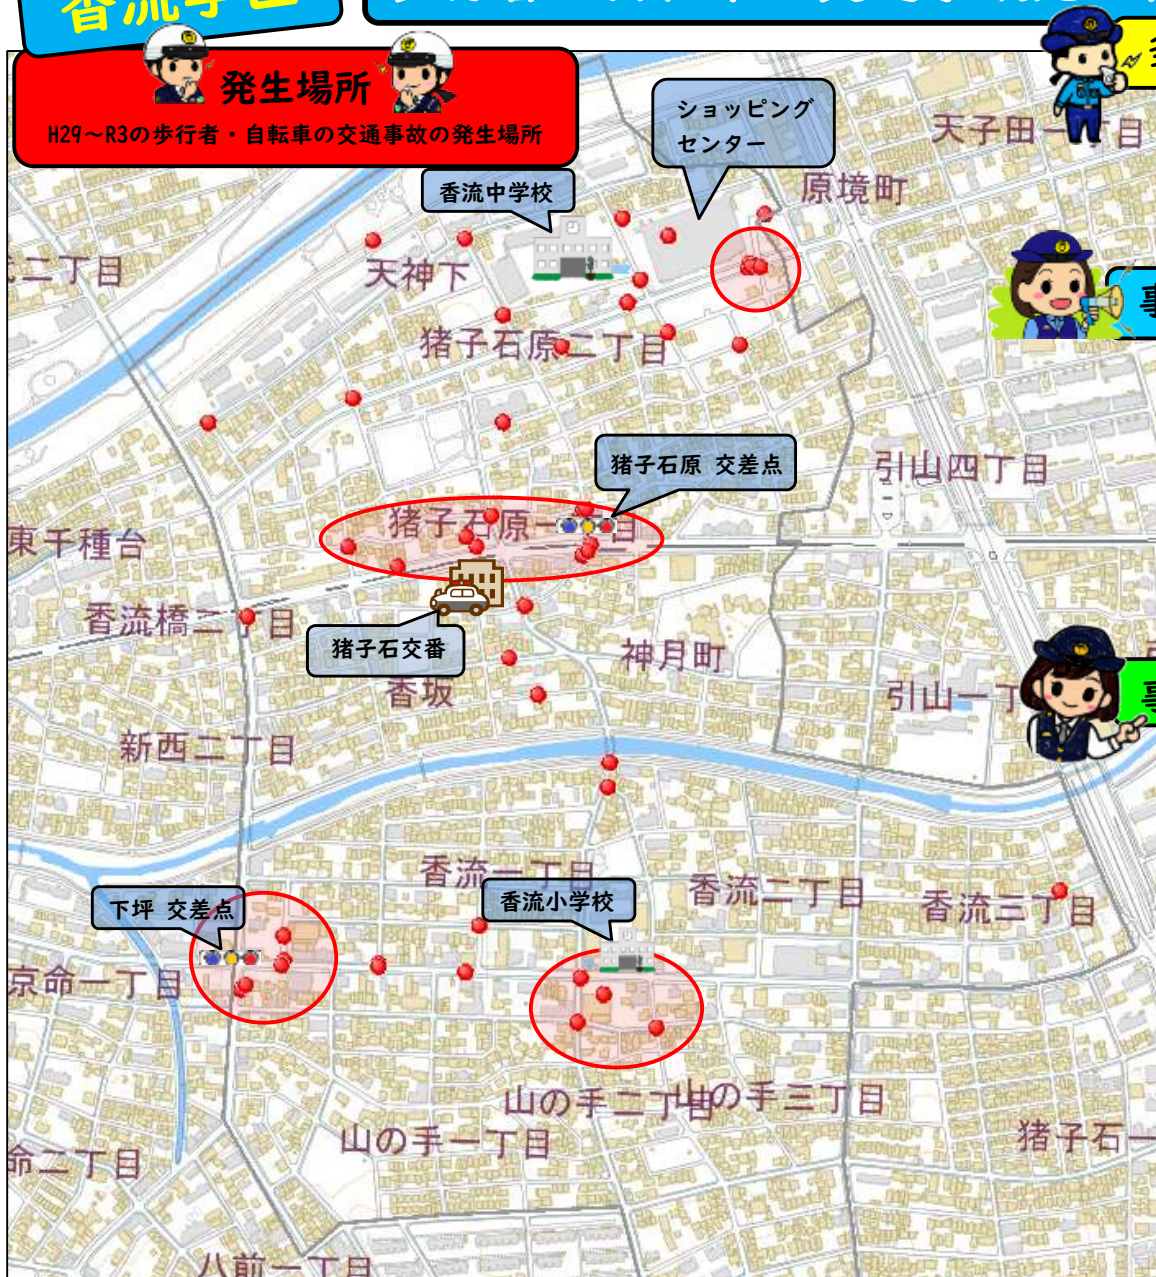 香流学区
発生場所
H29～R3の歩行者・自転車の交通事故の発生場所
ショッピング
センター
天子田一丁目
原境町
香流中学校
二丁目
天神下
猪子石原二丁目
猪子石原 交差点
引山四丁目
猪子石原一丁目
東千種台
香流橋二丁目
猪子石交番
神月町
香坂
引山一丁
新西二丁目
香流一丁目
香流二丁目
香流三丁目
下坪 交差点
香流小学校
京命一丁目
山の手二丁目
山の手三丁目
山の手一丁目
猪子石一
命二丁目
八前一丁目
事
事